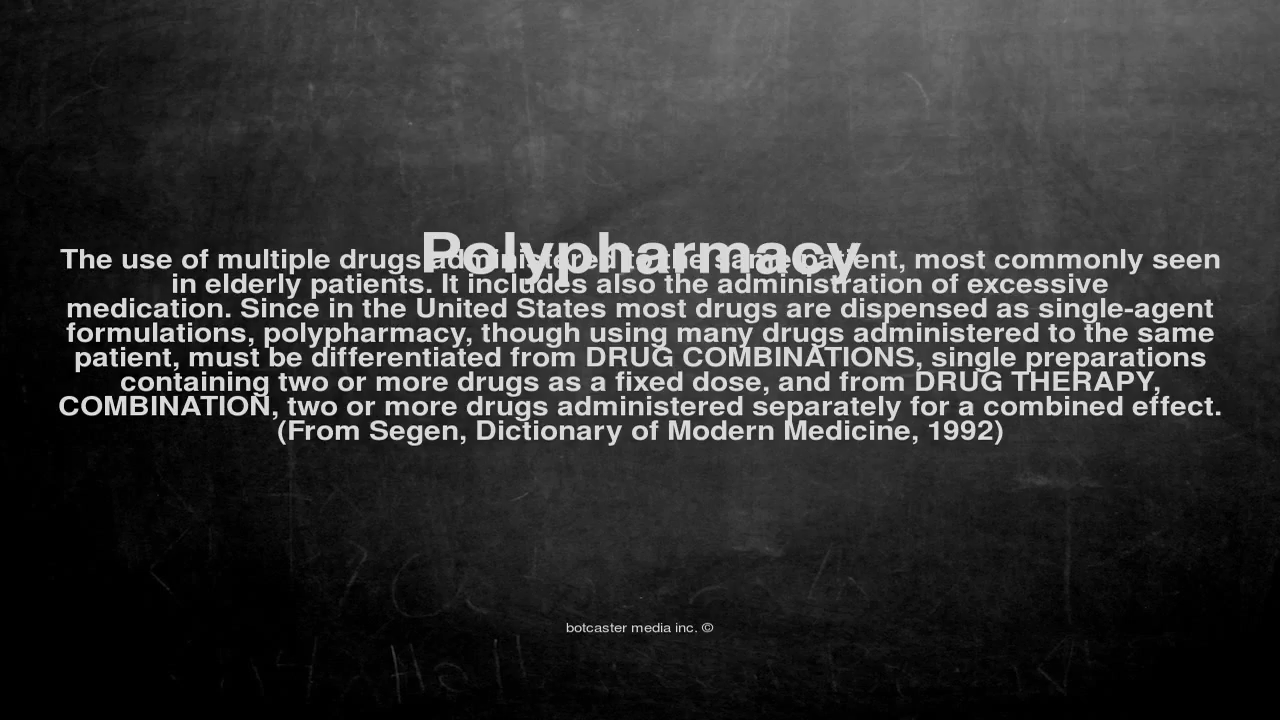 Polypharmacy
The use of multiple drugs administered to the same patient, most commonly seen
in elderly patients. It includes also the administration of excessive
medication. Since in the United States most drugs are dispensed as single-agent
formulations, polypharmacy, though using many drugs administered to the same
patient, must be differentiated from DRUG COMBINATIONS, single preparations
containing two or more drugs as a fixed dose, and from DRUG THERAPY,
COMBINATION, two or more drugs administered separately for a combined effect.
(From Segen, Dictionary of Modern Medicine, 1992)
botcaster media inc. ©